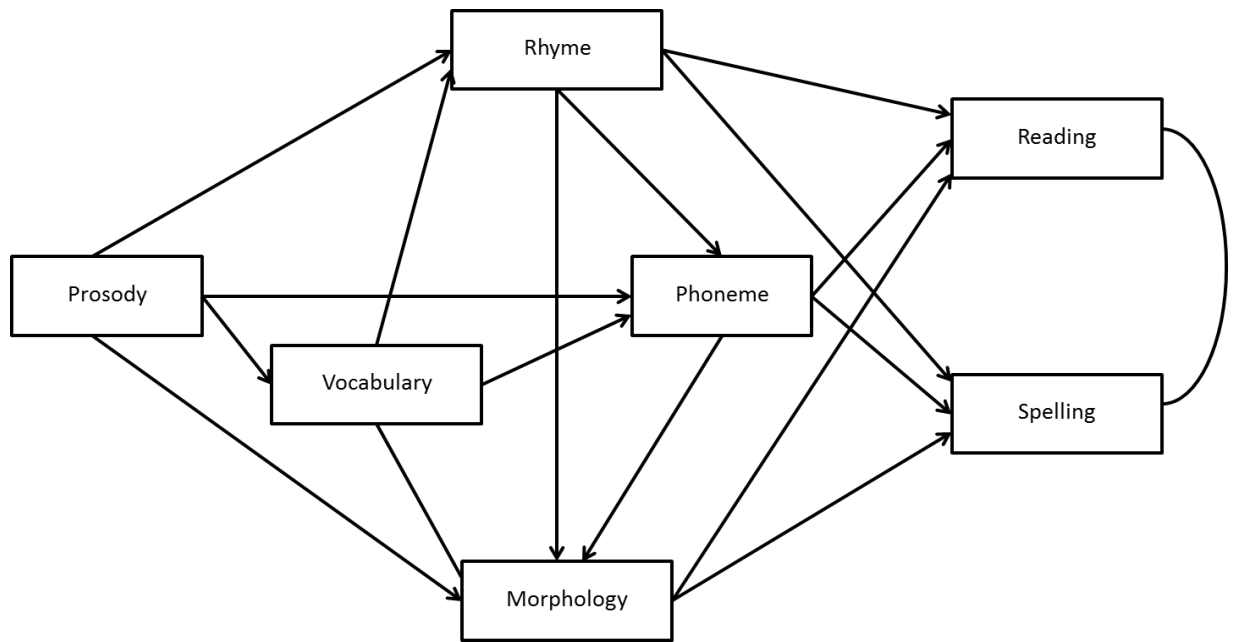 Rhyme
Reading
Prosody
Phoneme
Vocabulary
Spelling
Morphology